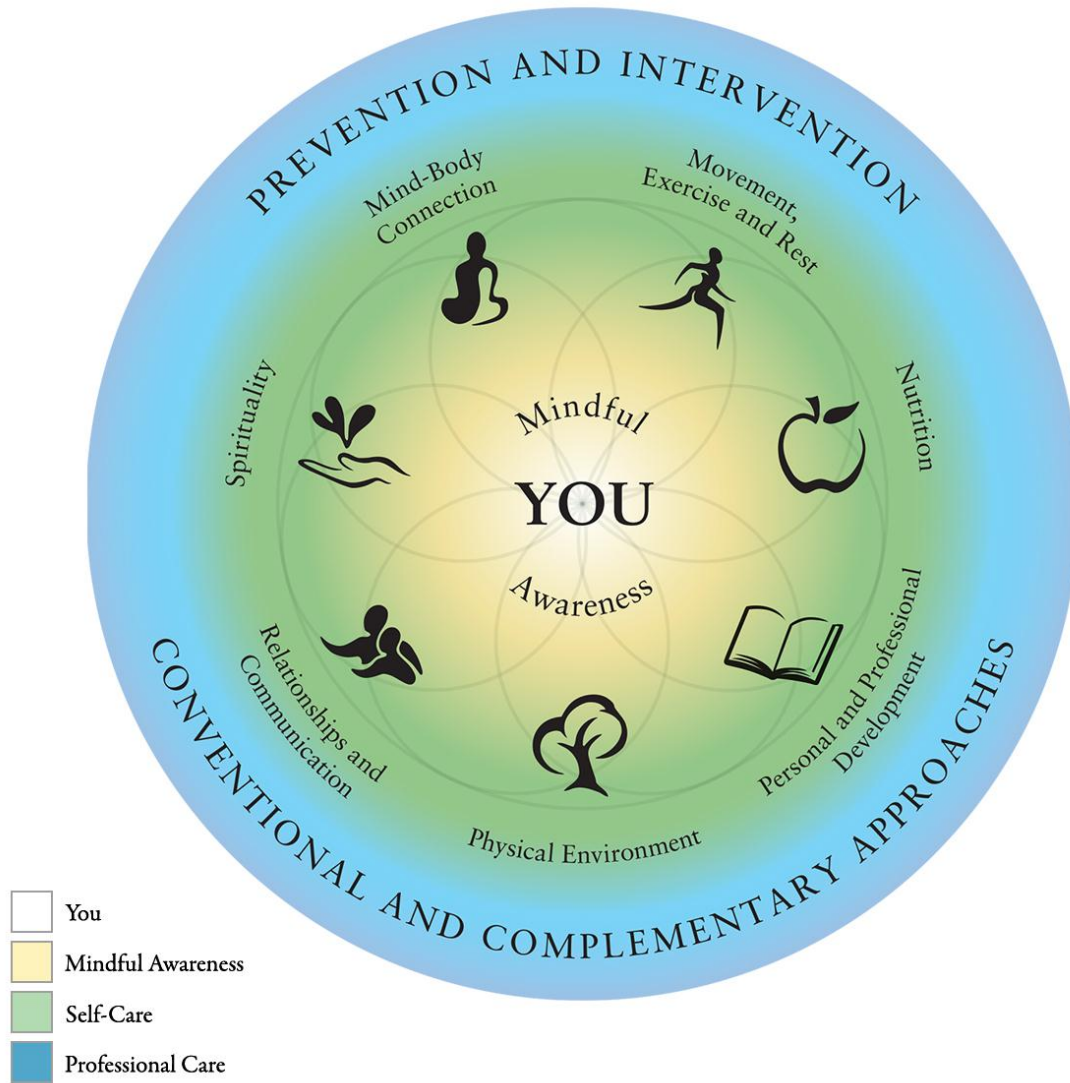 PREVENTION AND INTERVENTION
Mind-Body
Connection
Movement,
Exercise and Rest
Spirituality
Nutrition
Mindful
YOU
Awareness
Relationships and
Communication
Personal and Professional
Development
Physical Environment
CONVENTIONAL AND COMPLEMENTARY APPROACHES
You
Mindful Awareness
Self-Care
Professional Care